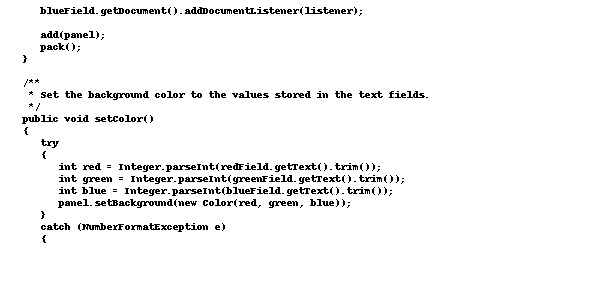 blueField.getDocument().addDocumentListener(listener);
add(panel);
pack();
}
/**
* Set the background color to the values stored in the text fields.
*/
public void setColor()
{
try
{
int red = Integer.parseInt(redField.getText().trim());
int green = Integer.parseInt(greenField.getText().trim());
int blue = Integer.parseInt(blueField.getText().trim());
panel.setBackground(new Color(red, green, blue));
}
catch (NumberFormatException e)
{